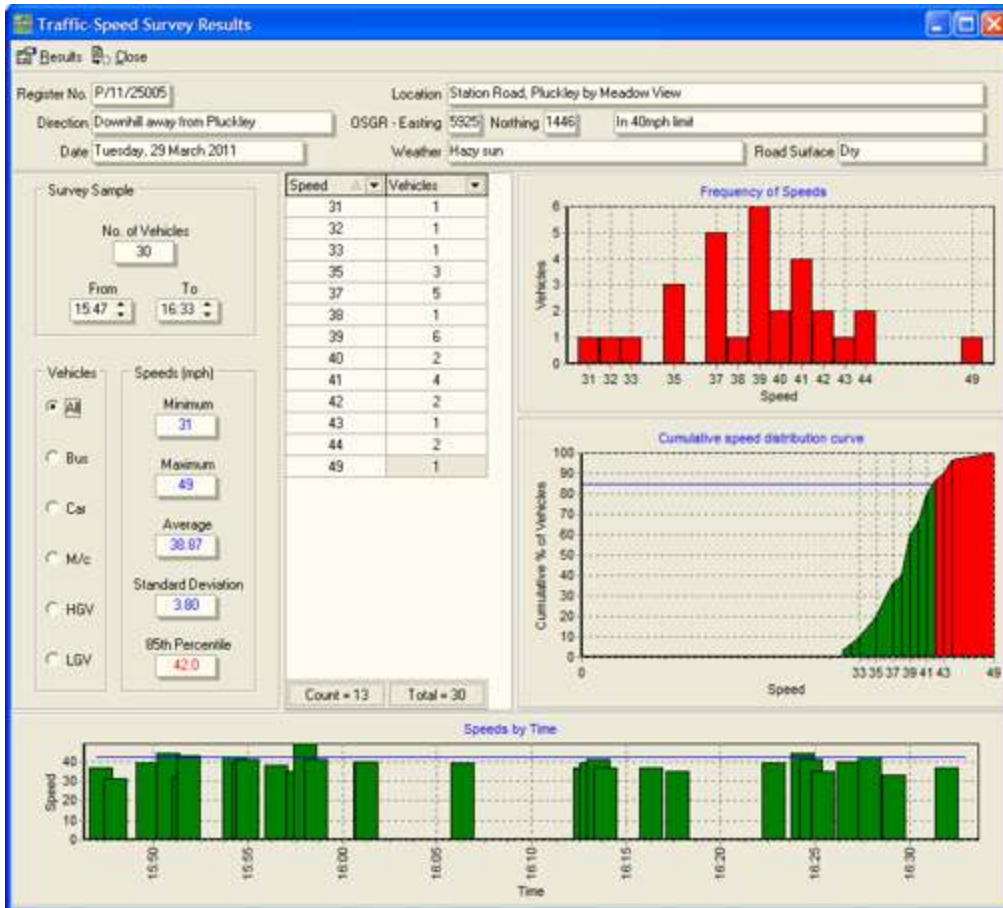 Traffic-Speed Survey Results
Results Close
Register No. P/11/25005 Location Station Road, Pluckley by Meadow View
Direction Downhill away from Pluckley OSGR - Easting 5925 Northing 1446 In 40mph limit
Date Tuesday, 29 March 2011 Weather Hazy sun Road Surface Dry
Survey Sample
No. of Vehicles
30
From To
15:47 16:33
Vehicles
All
Bus
Car
M/c
HGV
LGV
Speeds (mph)
Minimum
31
Maximum
49
Average
38.87
Standard Deviation
3.80
85th Percentile
42.0
Speed Vehicles
31 1
32 1
33 1
35 3
37 5
38 1
39 6
40 2
41 4
42 2
43 1
44 2
49 1
Count = 13 Total = 30
Frequency of Speeds
Vehicles
6
5
4
3
2
1
0
31 32 33 35 37 38 39 40 41 42 43 44 49
Speed
Cumulative speed distribution curve
Cumulative % of Vehicles
100
90
80
70
60
50
40
30
20
10
0
0 33 35 37 39 41 43 49
Speed
Speeds by Time
Speed
40
30
20
10
0
15:50 15:55 16:00 16:05 16:10 16:15 16:20 16:25 16:30
Time